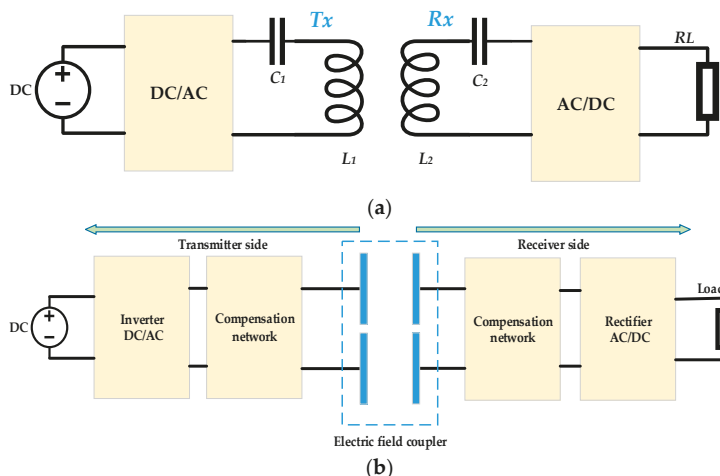 Tx
Rx
C1
C2
RL
DC
DC/AC
AC/DC
L1
L2
(a)
Transmitter side
Receiver side
DC
Inverter
DC/AC
Compensation
network
Compensation
network
Rectifier
AC/DC
Load
Electric field coupler
(b)